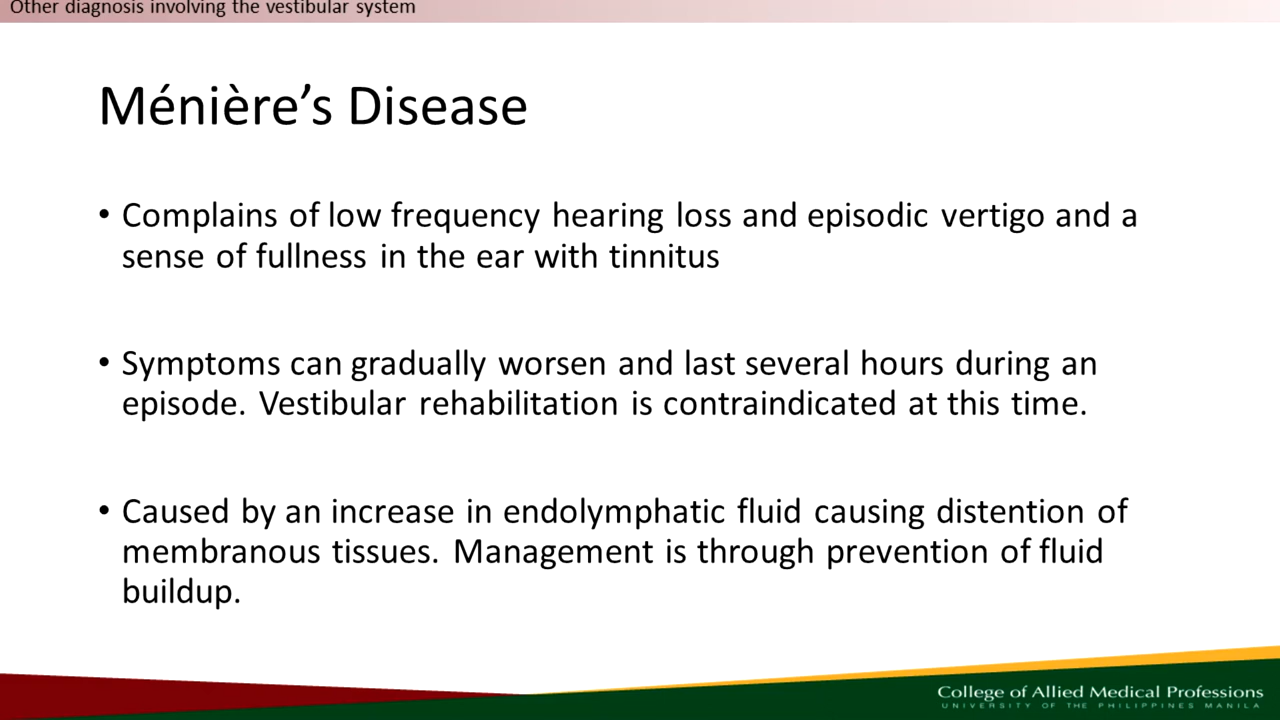 Other diagnosis involving the vestibular system
Ménière’s Disease
• Complains of low frequency hearing loss and episodic vertigo and a
sense of fullness in the ear with tinnitus
• Symptoms can gradually worsen and last several hours during an
episode. Vestibular rehabilitation is contraindicated at this time.
• Caused by an increase in endolymphatic fluid causing distention of
membranous tissues. Management is through prevention of fluid
buildup.
College of Allied Medical Professions
UNIVERSITY OF THE PHILIPPINES MANILA